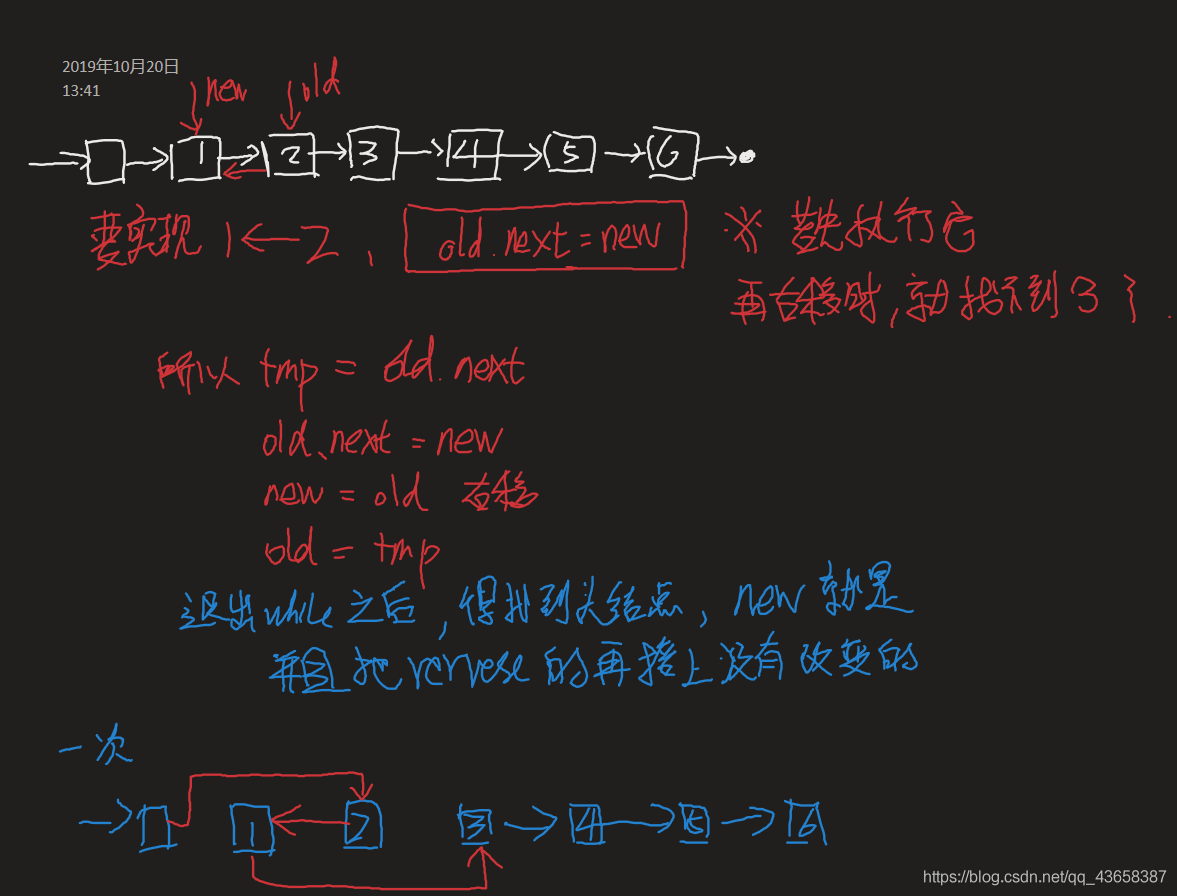 2019年10月20日
13:41
new old
1 2 3 4 5 6
要实现 1←2, old.next=new ※ 若先执行它
再右移时,就找不到3了.
所以 tmp = old.next
old.next = new
new = old 右移
old = tmp
退出while之后,得找到头结点,new就是
并且把rervese的再接上没有改变的
一次
1 2 3 4 5 6
https://blog.csdn.net/qq_43658387